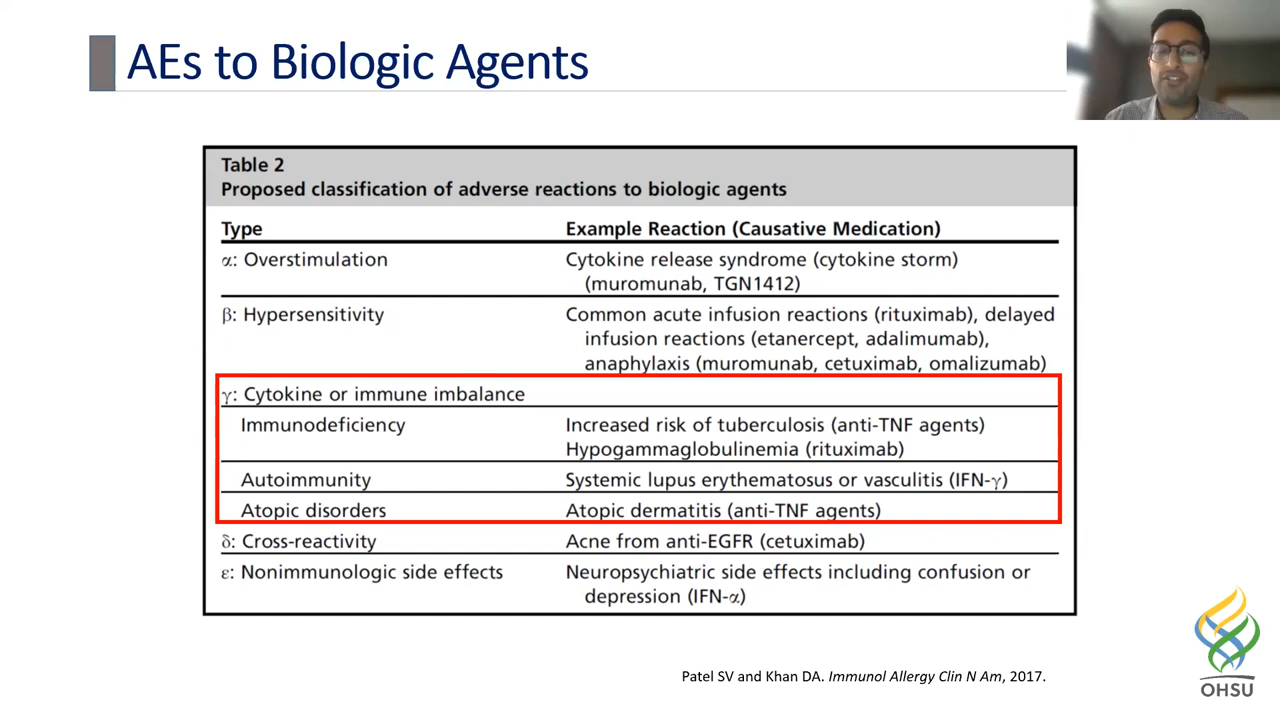 AEs to Biologic Agents
Table 2
Proposed classification of adverse reactions to biologic agents
Type Example Reaction (Causative Medication)
α: Overstimulation Cytokine release syndrome (cytokine storm)
(muromunab, TGN1412)
β: Hypersensitivity Common acute infusion reactions (rituximab), delayed
infusion reactions (etanercept, adalimumab),
anaphylaxis (muromunab, cetuximab, omalizumab)
γ: Cytokine or immune imbalance
Immunodeficiency Increased risk of tuberculosis (anti-TNF agents)
Hypogammaglobulinemia (rituximab)
Autoimmunity Systemic lupus erythematosus or vasculitis (IFN-γ)
Atopic disorders Atopic dermatitis (anti-TNF agents)
δ: Cross-reactivity Acne from anti-EGFR (cetuximab)
ε: Nonimmunologic side effects Neuropsychiatric side effects including confusion or
depression (IFN-α)
Patel SV and Khan DA. Immunol Allergy Clin N Am, 2017.
OHSU